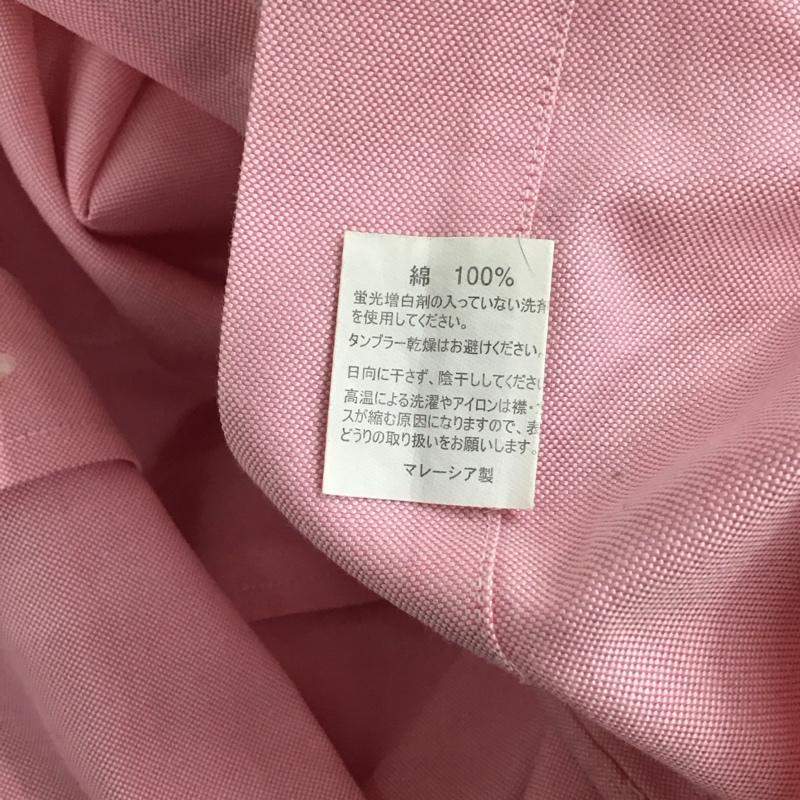 綿 100%
蛍光増白剤の入っていない洗剤
を使用してください。
タンブラー乾燥はお避けください。
日向に干さず、陰干ししてくださ
高温による洗濯やアイロンは襟・
スが縮む原因になりますので、表
どうりの取り扱いをお願いします。
マレーシア製